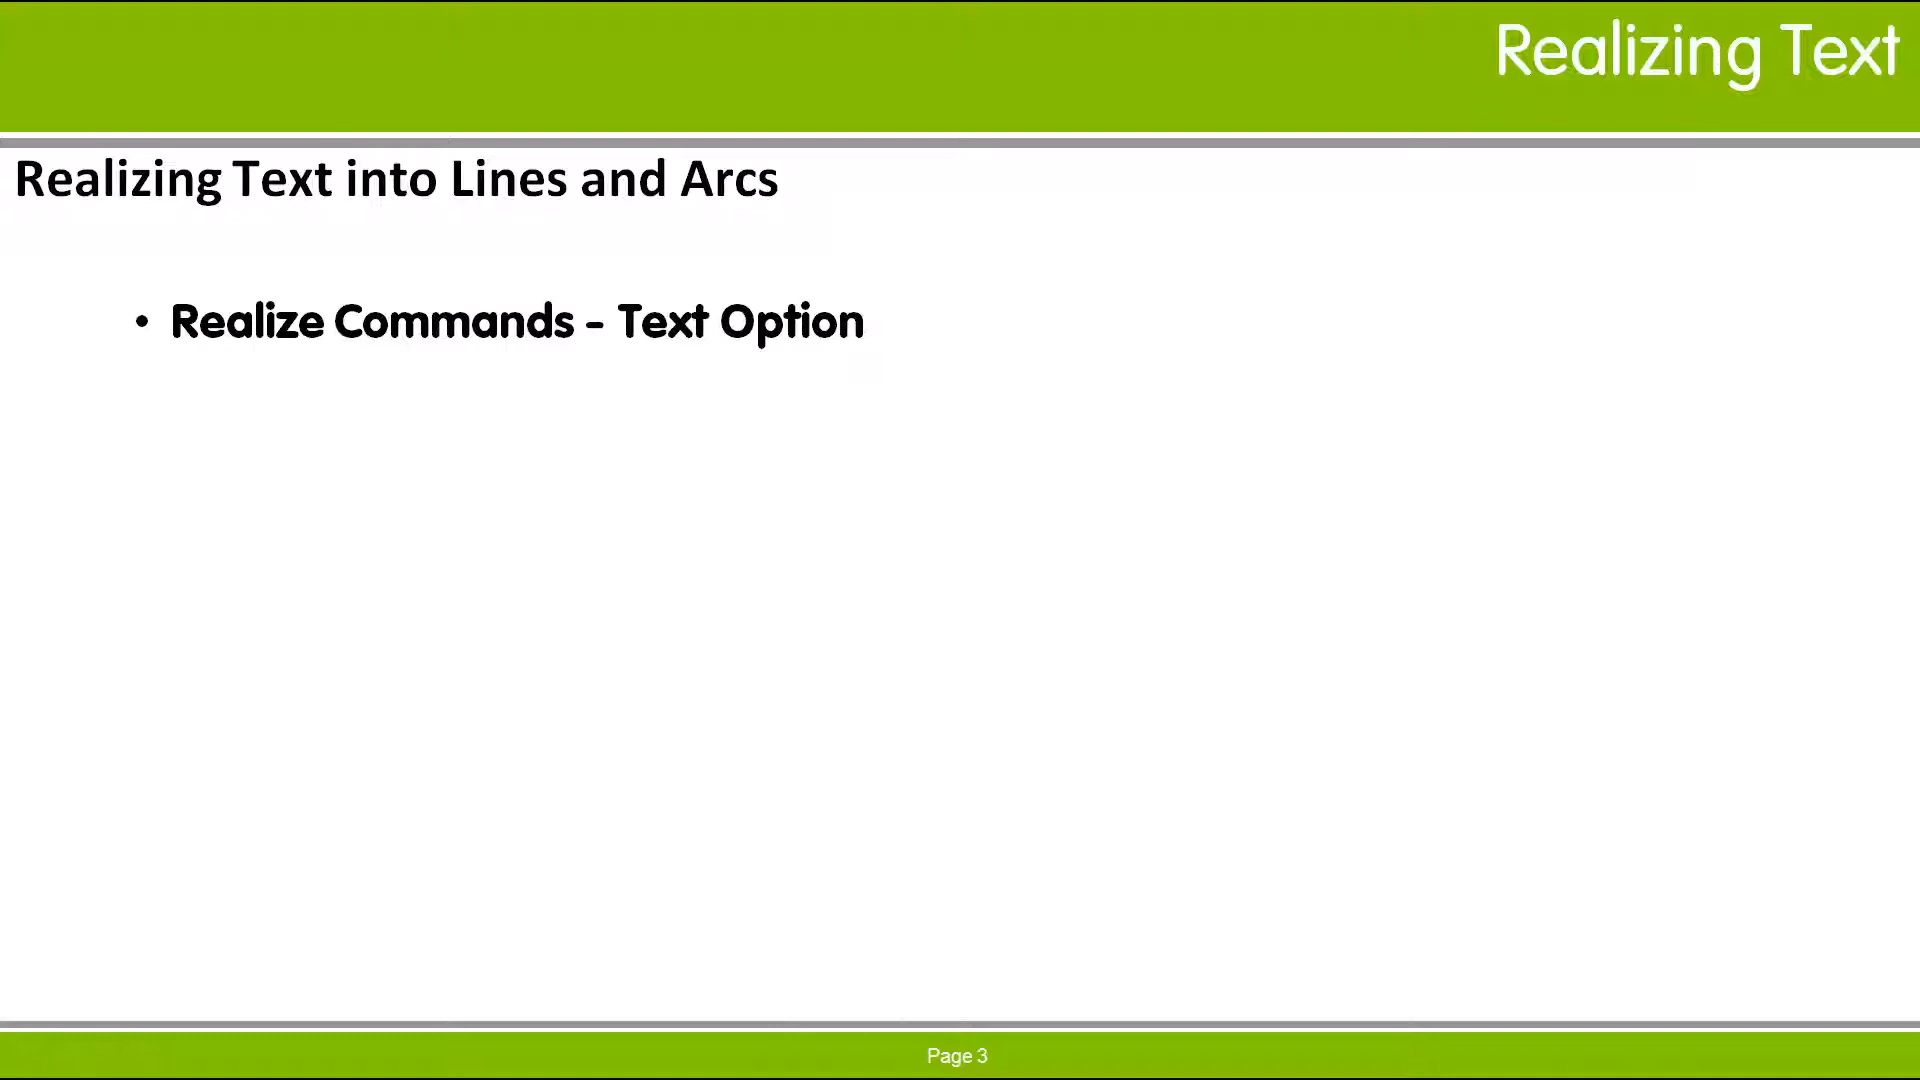 Realizing Text
Realizing Text into Lines and Arcs
• Realize Commands - Text Option
Page 3